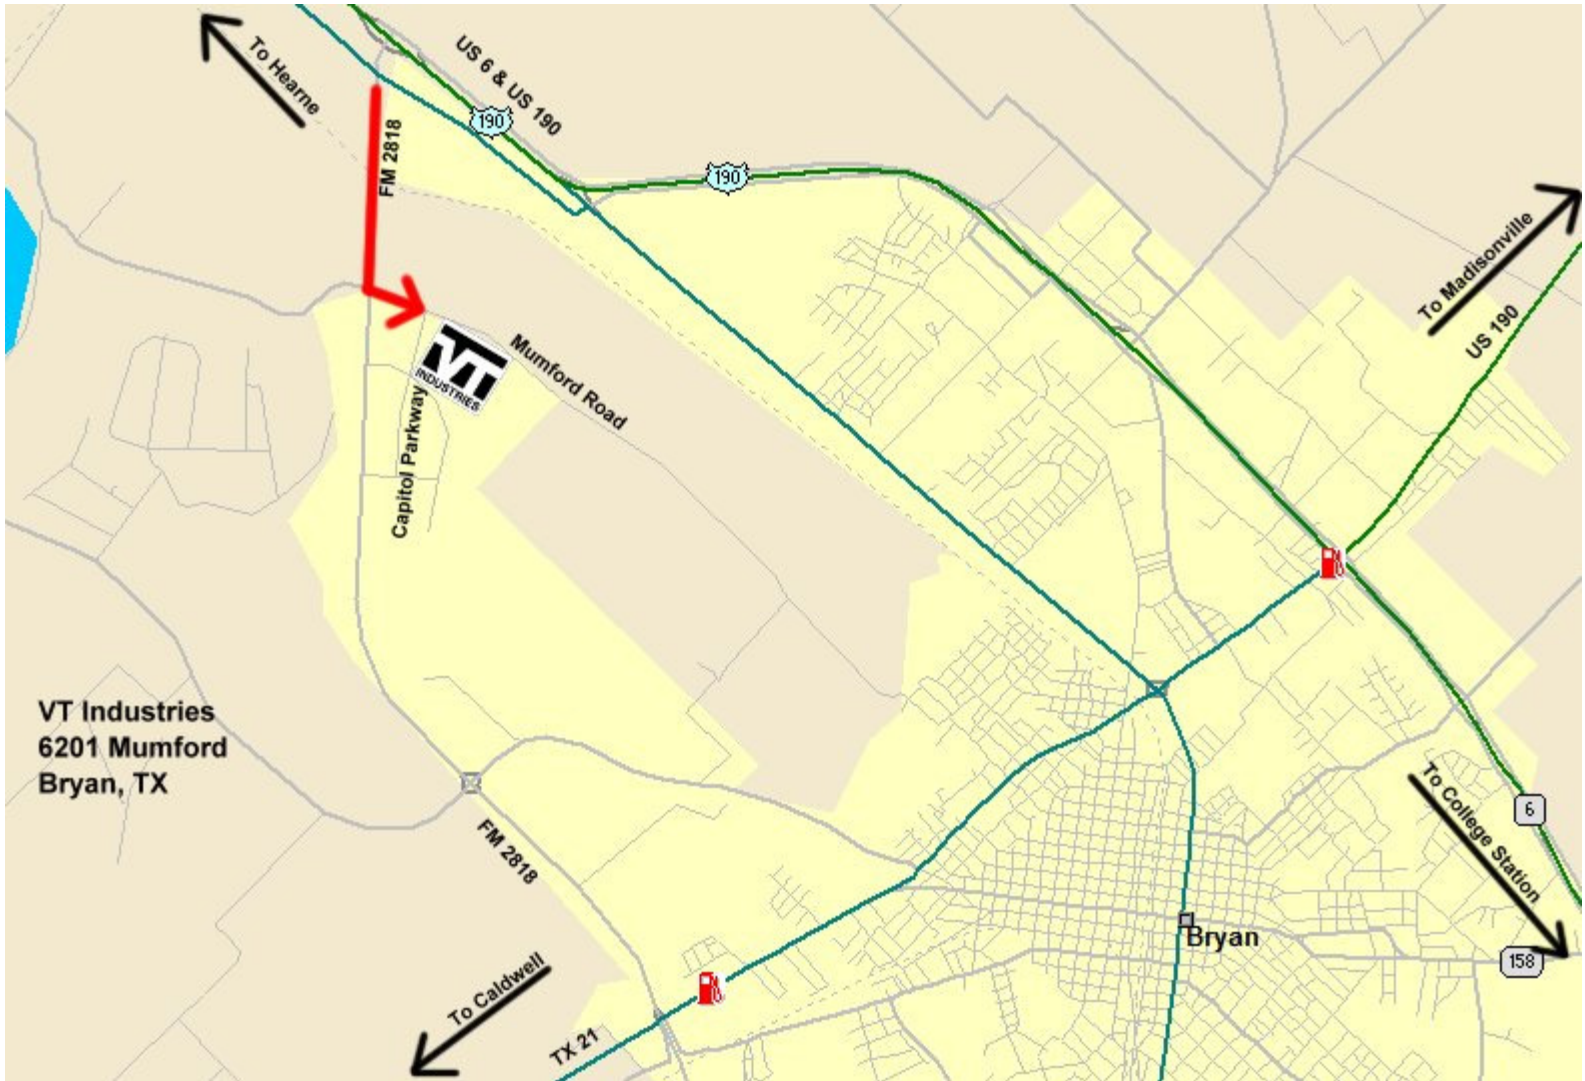 To Hearne
US 6 & US 190
190
FM 2818
190
To Madisonville
US 190
VT
INDUSTRIES
Mumford Road
Capitol Parkway
VT Industries
6201 Mumford
Bryan, TX
FM 2818
To College Station
6
Bryan
158
To Caldwell
TX 21